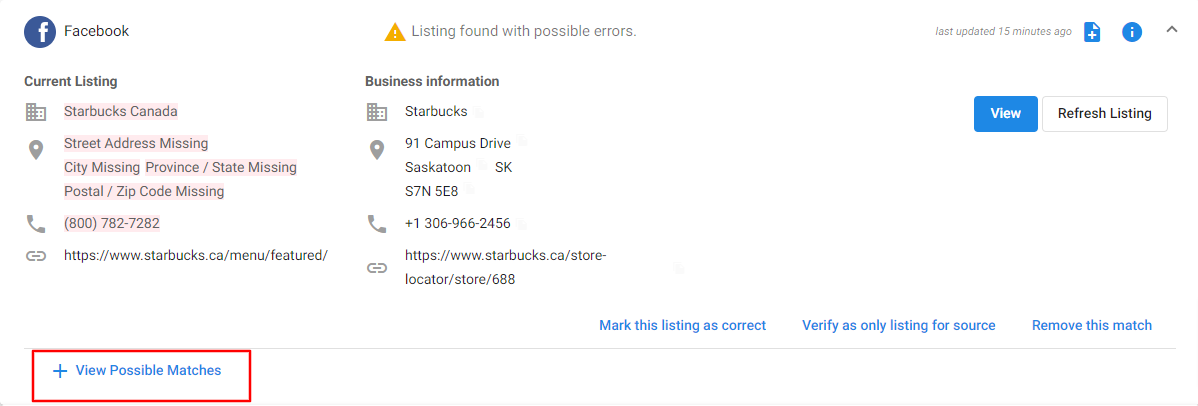 Facebook
Listing found with possible errors.
last updated 15 minutes ago
Current Listing
Starbucks Canada
Street Address Missing
City Missing Province / State Missing
Postal / Zip Code Missing
(800) 782-7282
https://www.starbucks.ca/menu/featured/
Business information
Starbucks
91 Campus Drive
Saskatoon SK
S7N 5E8
+1 306-966-2456
https://www.starbucks.ca/store-
locator/store/688
View
Refresh Listing
Mark this listing as correct
Verify as only listing for source
Remove this match
View Possible Matches